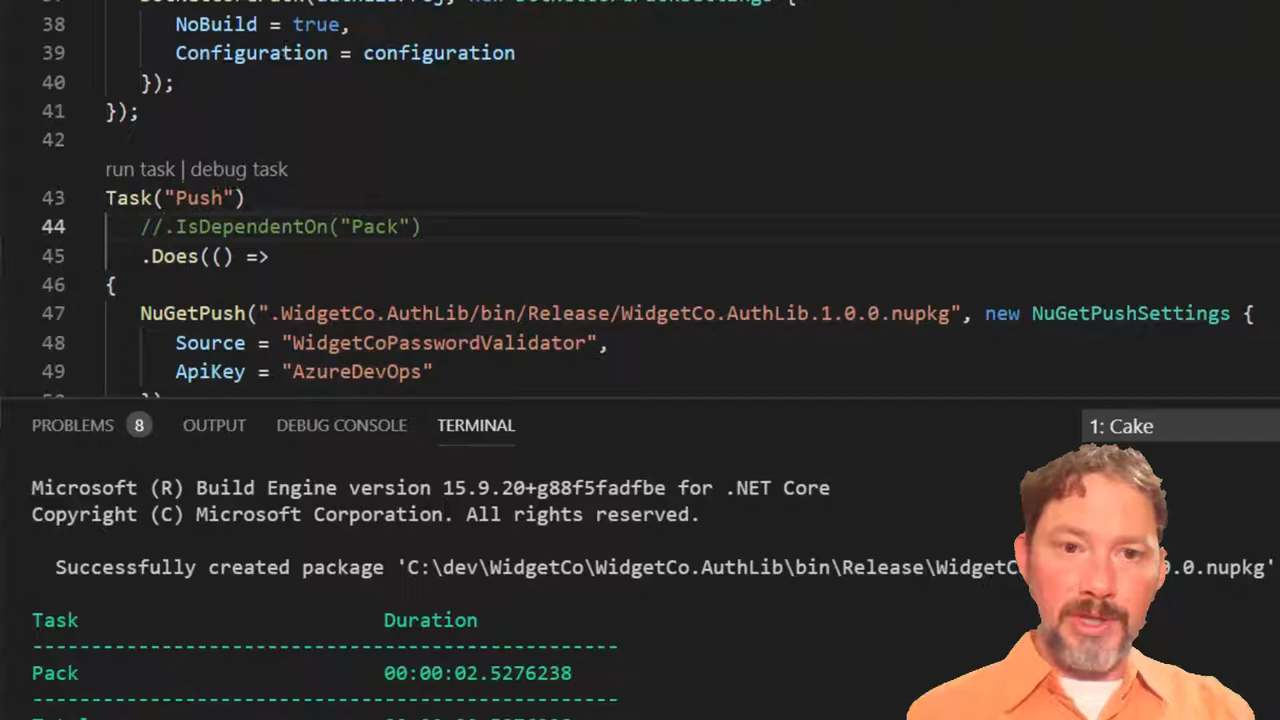 38 NoBuild = true,
39 Configuration = configuration
40 });
41 });
42
run task | debug task
43 Task("Push")
44 //.IsDependentOn("Pack")
45 .Does(() =>
46 {
47 NuGetPush(".WidgetCo.AuthLib/bin/Release/WidgetCo.AuthLib.1.0.0.nupkg", new NuGetPushSettings {
48 Source = "WidgetCoPasswordValidator",
49 ApiKey = "AzureDevOps"
PROBLEMS 8 OUTPUT DEBUG CONSOLE TERMINAL 1: Cake
Microsoft (R) Build Engine version 15.9.20+g88f5fadfbe for .NET Core
Copyright (C) Microsoft Corporation. All rights reserved.
Successfully created package 'C:\dev\WidgetCo\WidgetCo.AuthLib\bin\Release\WidgetC 0.0.nupkg'
Task Duration
-------------------------------------------------- 
Pack 00:00:02.5276238
--------------------------------------------------